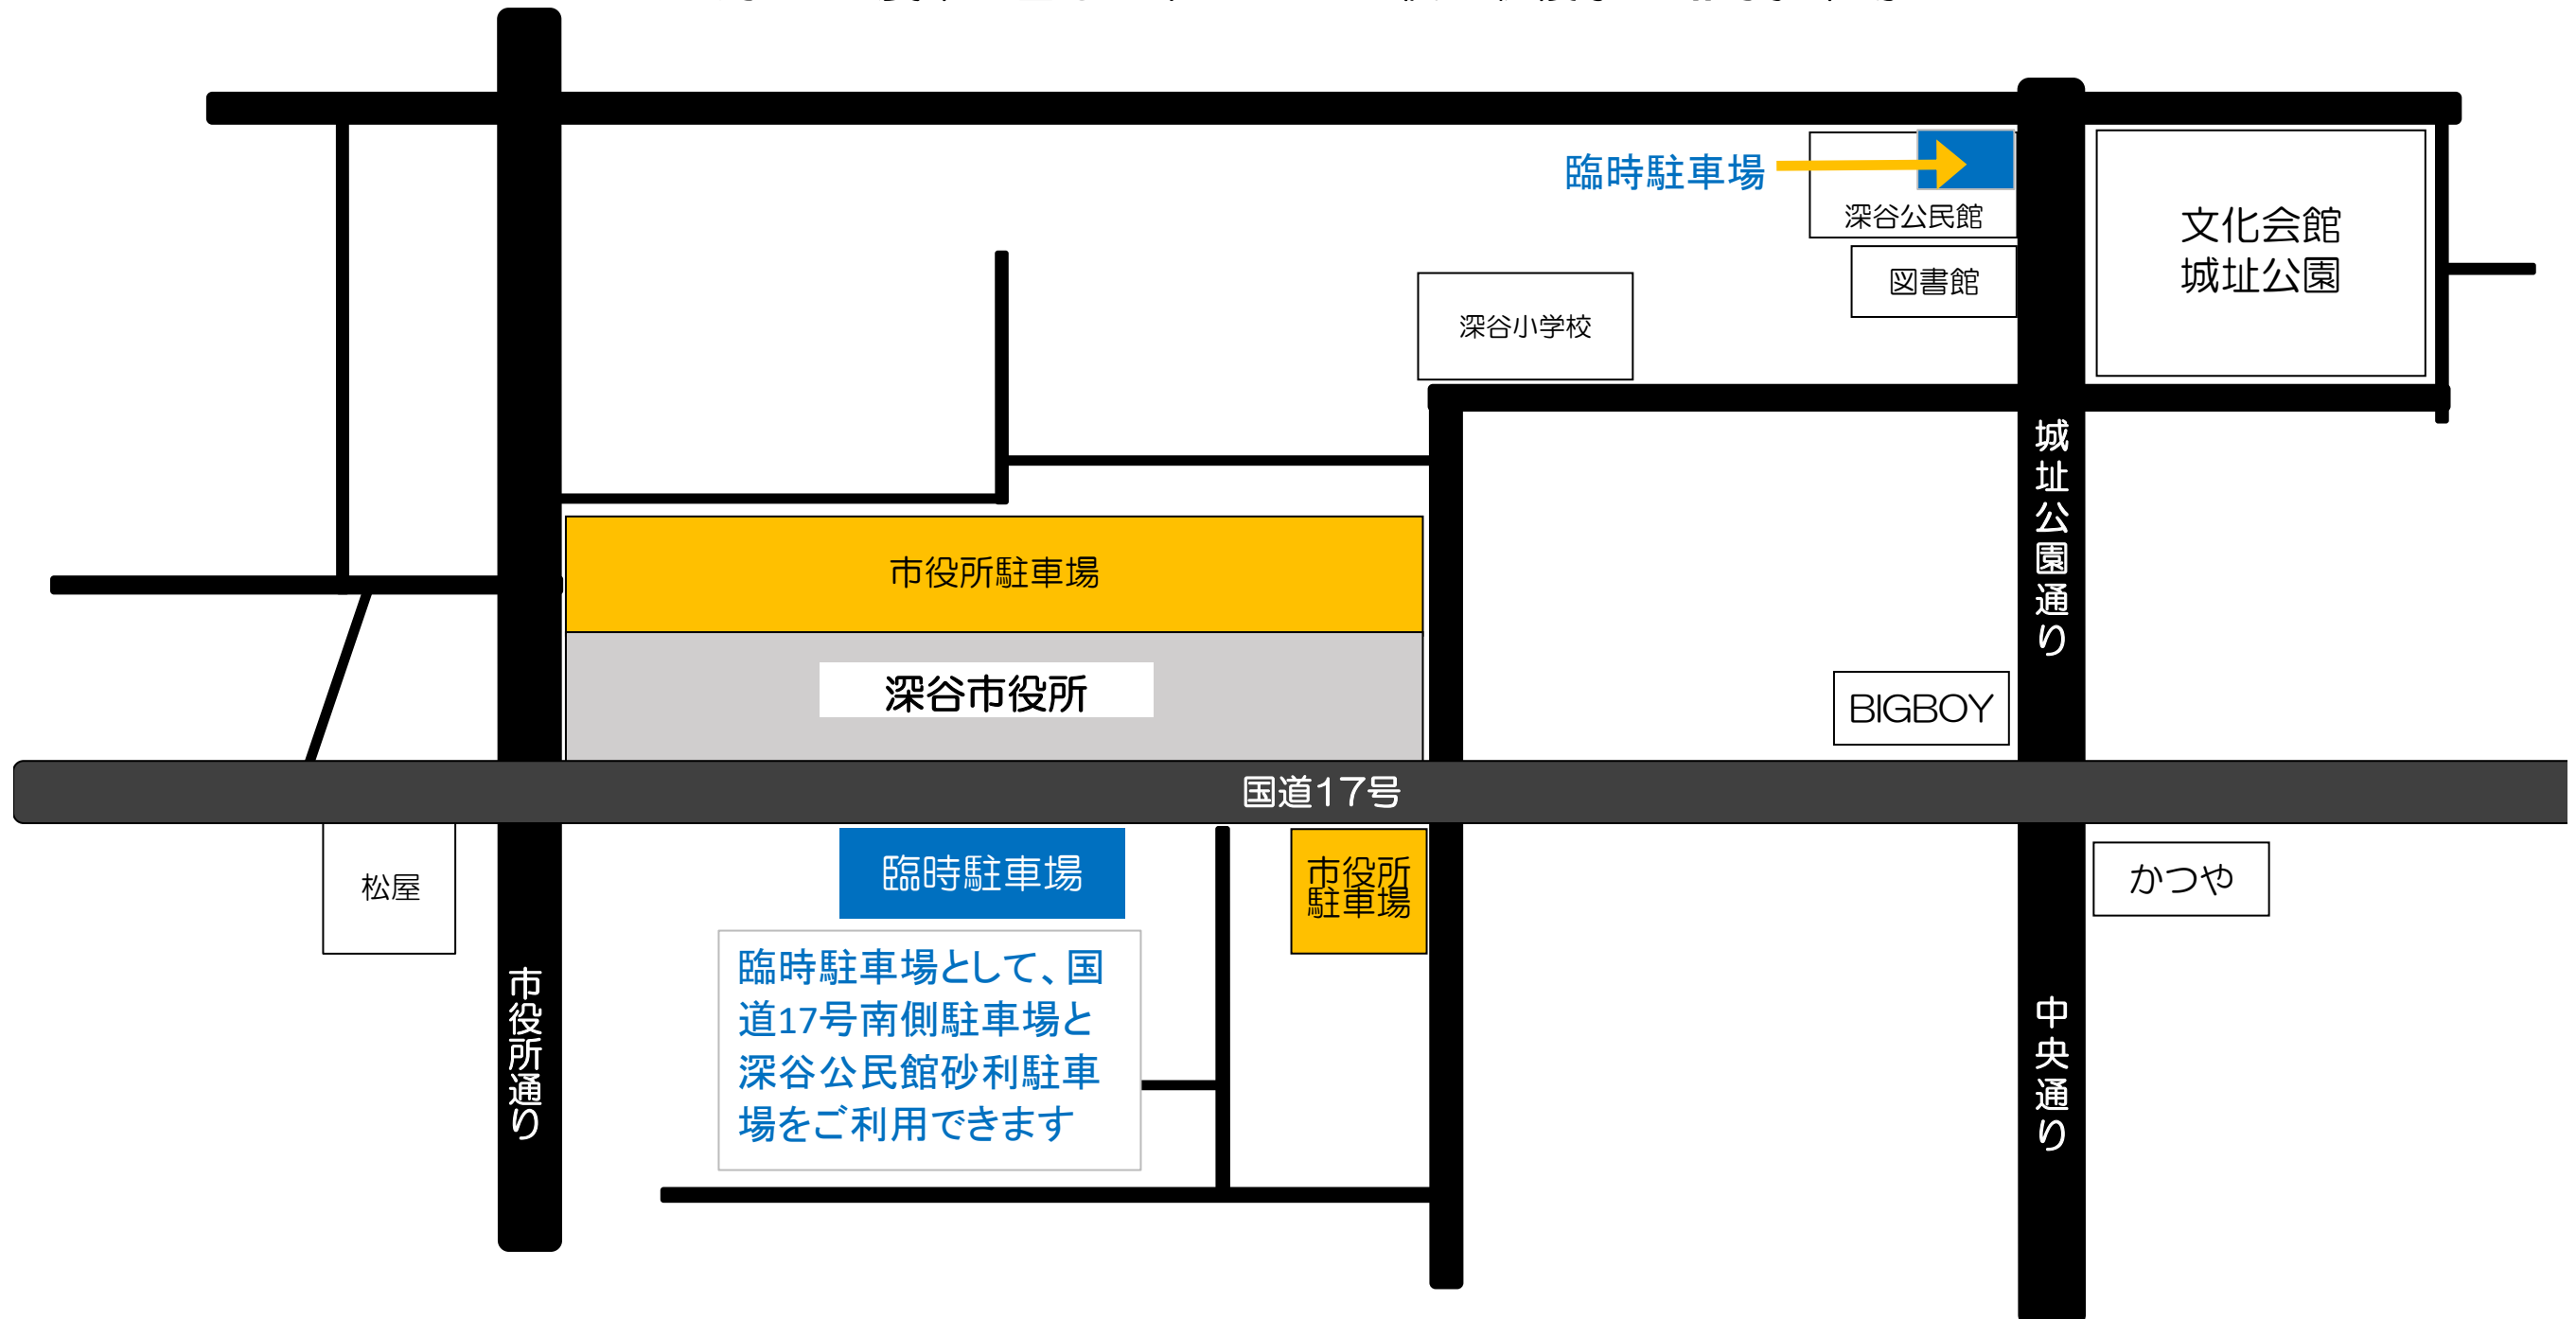 臨時駐車場
深谷公民館
図書館
文化会館
城址公園
深谷小学校
城址公園通り
市役所駐車場
深谷市役所
BIGBOY
国道17号
松屋
臨時駐車場
市役所
駐車場
かつや
臨時駐車場として、国
道17号南側駐車場と
深谷公民館砂利駐車
場をご利用できます
市役所通り
中央通り